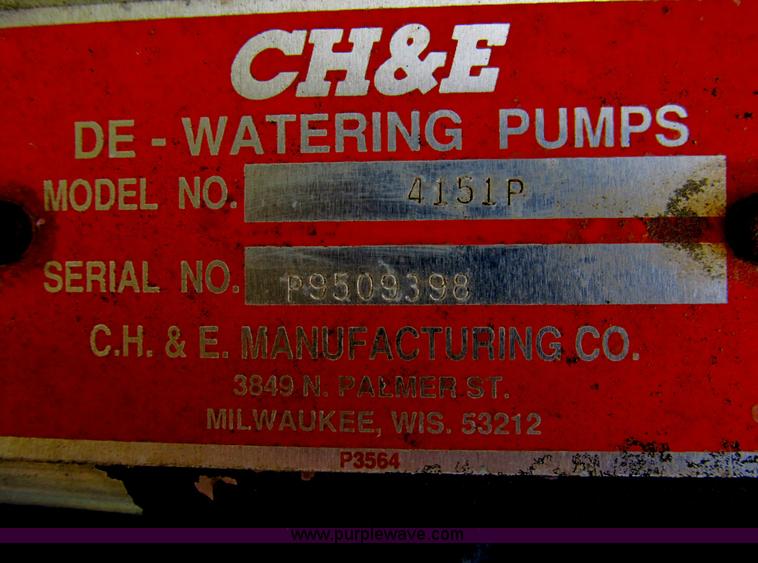 CH&E
DE - WATERING PUMPS
MODEL NO. 4151P
SERIAL NO. P9509398
C.H. & E. MANUFACTURING CO.
3849 N. PALMER ST.
MILWAUKEE, WIS. 53212
P3564
www.purplewave.com